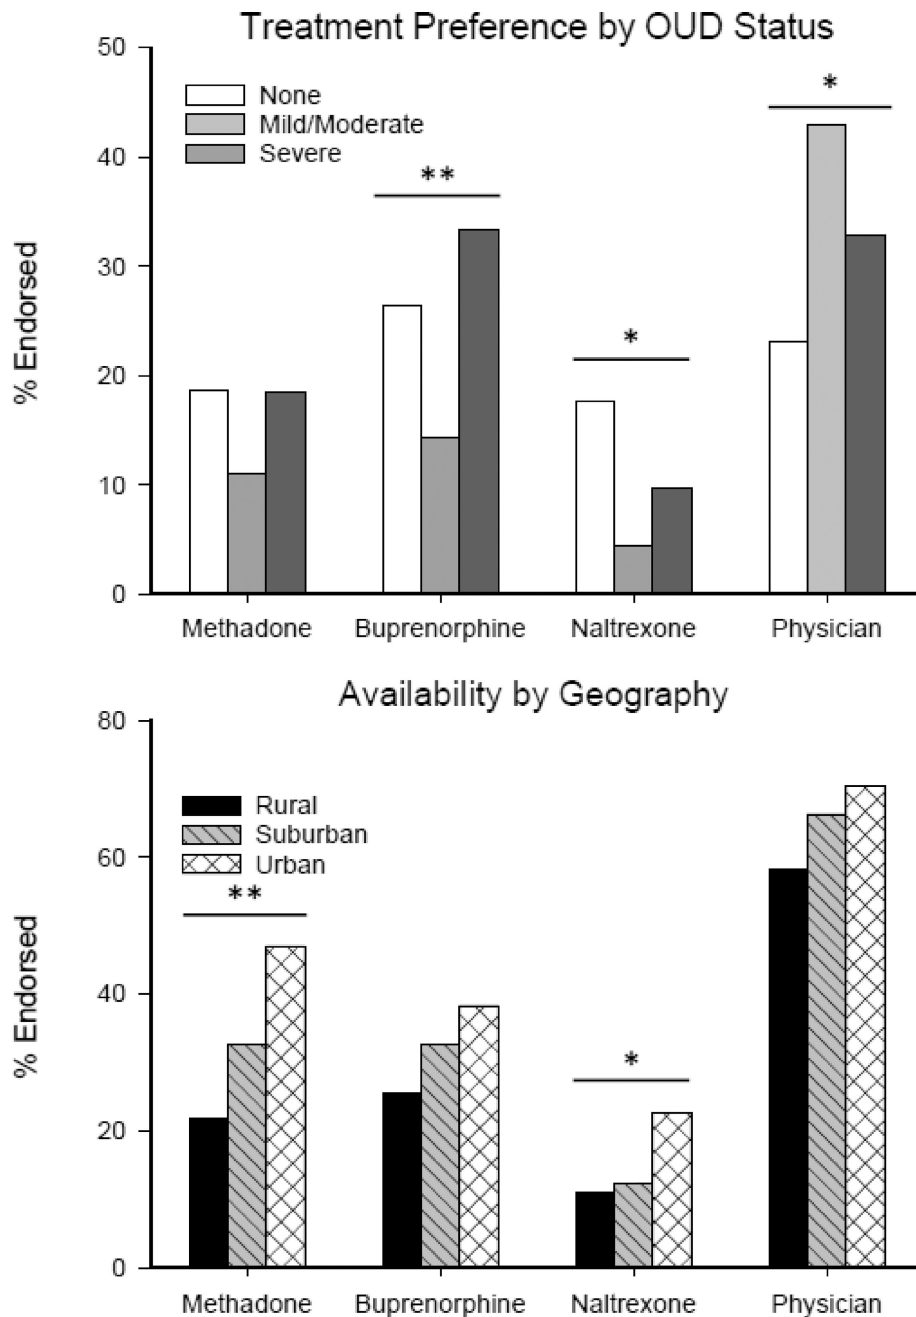 Treatment Preference by OUD Status
50
40
30
20
10
0
% Endorsed
None
Mild/Moderate
Severe
**
*
*
Methadone Buprenorphine Naltrexone Physician
Availability by Geography
80
60
40
20
0
% Endorsed
Rural
Suburban
Urban
**
*
Methadone Buprenorphine Naltrexone Physician